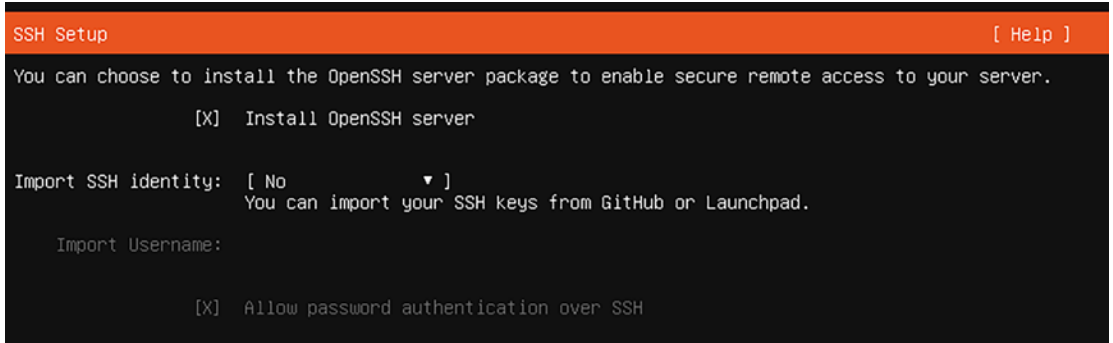 SSH Setup [ Help ]
You can choose to install the OpenSSH server package to enable secure remote access to your server.
[X] Install OpenSSH server
Import SSH identity: [ No ▼ ]
You can import your SSH keys from GitHub or Launchpad.
Import Username:
[X] Allow password authentication over SSH